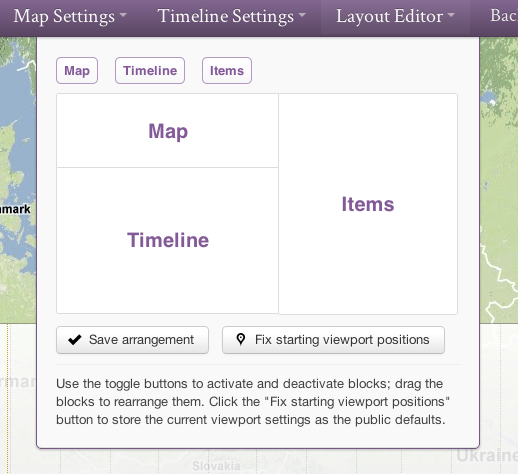 Map Settings Timeline Settings Layout Editor Bac
Map Timeline Items
Map
Items
Timeline
nmark
Save arrangement Fix starting viewport positions
Use the toggle buttons to activate and deactivate blocks; drag the
blocks to rearrange them. Click the "Fix starting viewport positions"
button to store the current viewport settings as the public defaults.
rmar
Ukraine
Slovakia